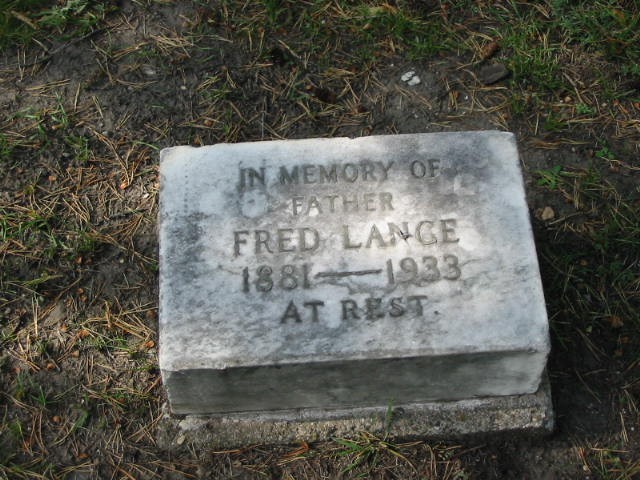 IN MEMORY OF
FATHER
FRED LANGE
1881—1933
AT REST.